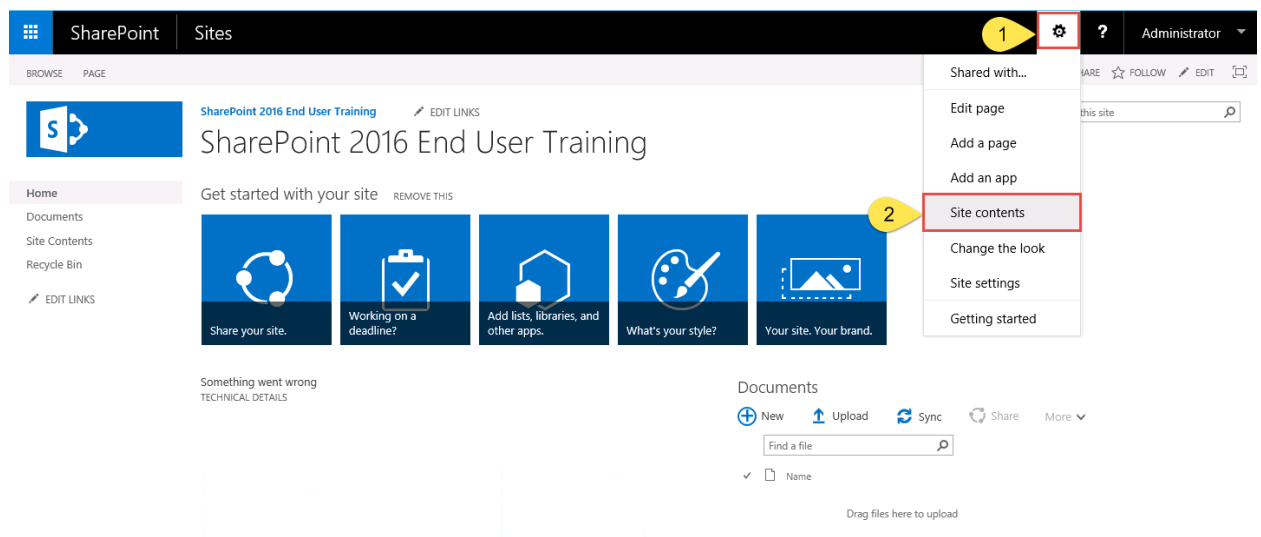 SharePoint Sites 1 ? Administrator
BROWSE PAGE
FOLLOW EDIT
Shared with...
Edit page
Add a page
Add an app
2 Site contents
Change the look
Site settings
Getting started
this site
S
SharePoint 2016 End User Training EDIT LINKS
SharePoint 2016 End User Training
Home
Documents
Site Contents
Recycle Bin
EDIT LINKS
Get started with your site REMOVE THIS
Share your site.
Working on a
deadline?
Add lists, libraries, and
other apps.
What's your style?
Your site. Your brand.
Something went wrong
TECHNICAL DETAILS
Documents
New Upload Sync Share More
Find a file
Name
Drag files here to upload